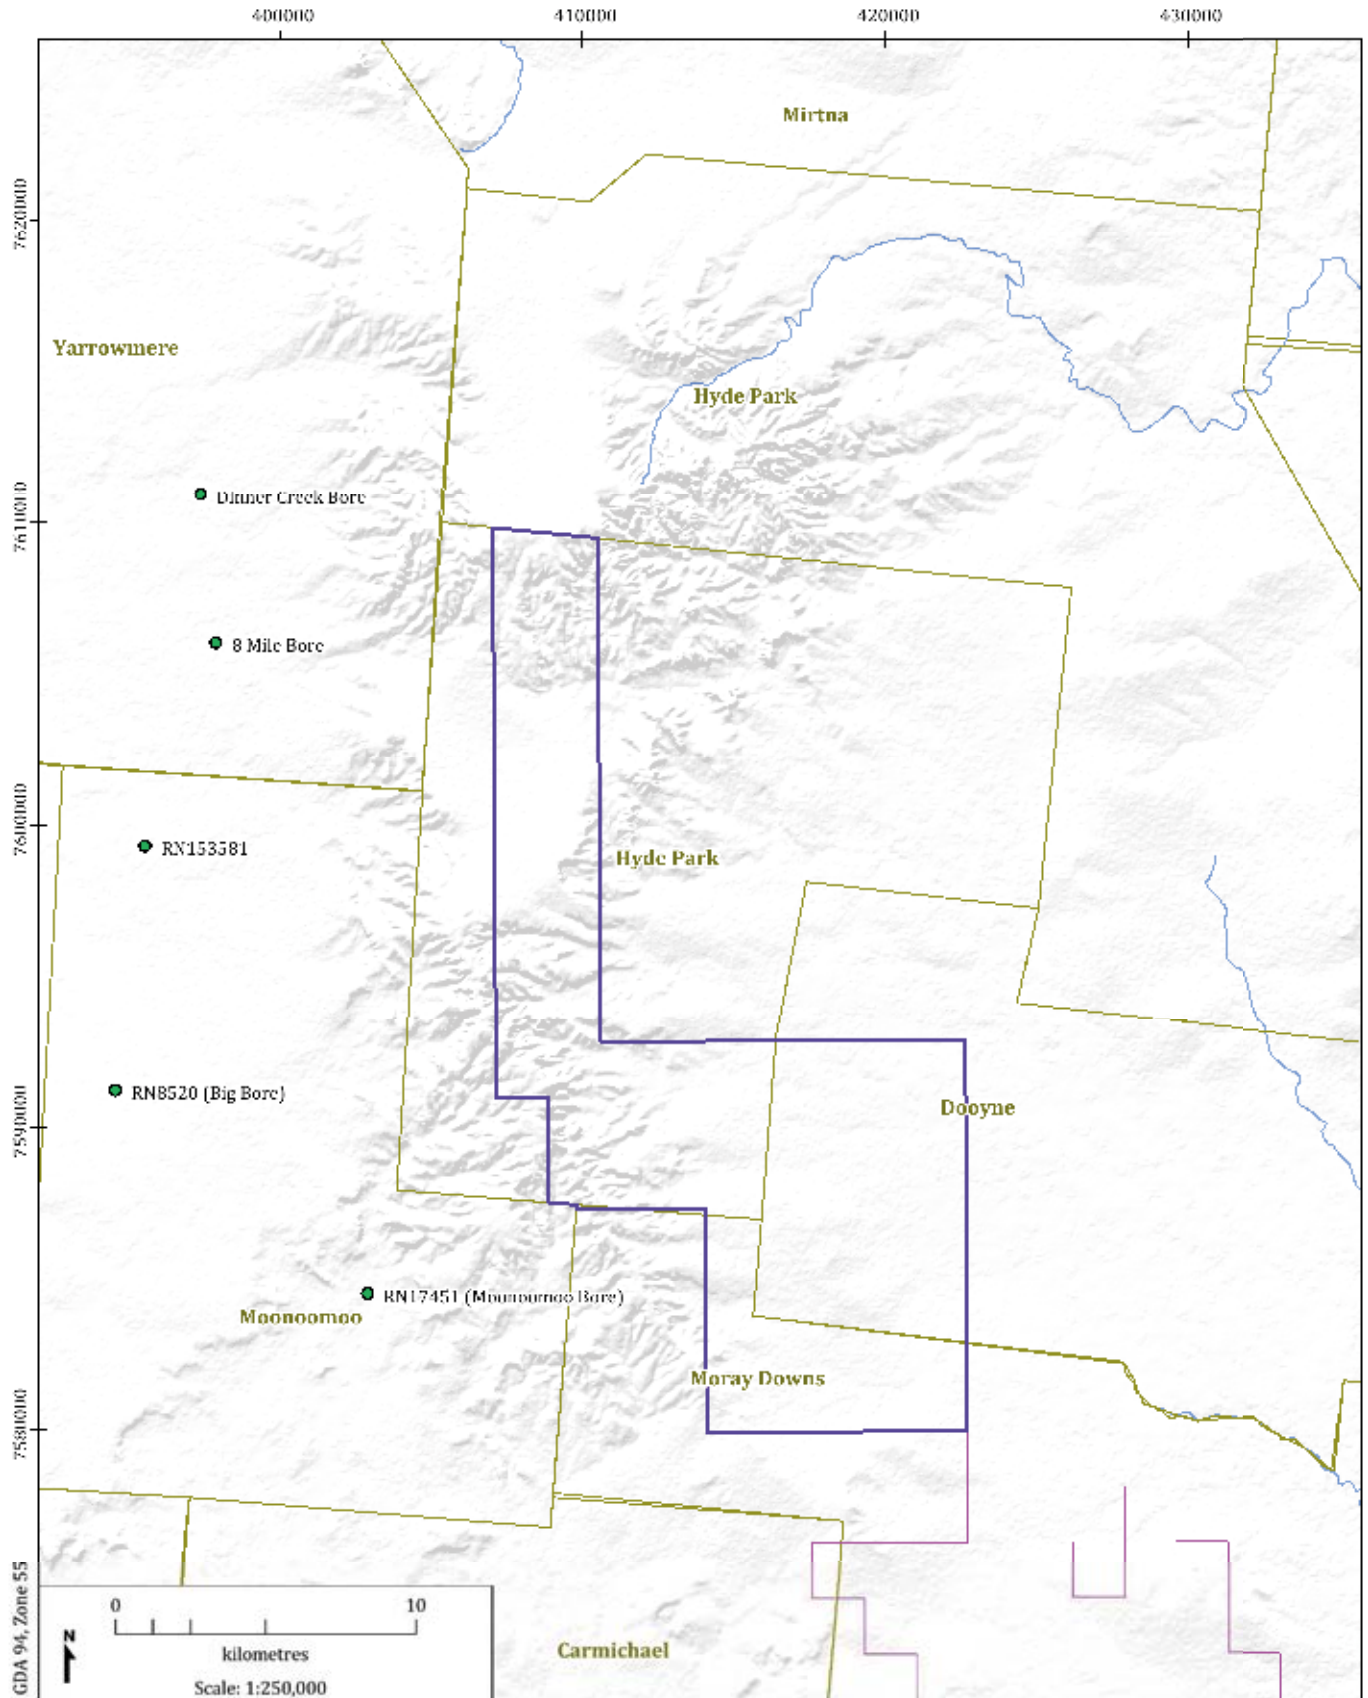 400000 410000 420000 430000
Mirtna
7620000
Yarrowmere
Hyde Park
Dinner Creek Bore
7610000
8 Mile Bore
7600000
RN153581
Hyde Park
RN8520 (Big Bore)
Dooyne
7590000
RN17451 (Moonoomoo Bore)
Moonoomoo
Moray Downs
7580000
GDA 94, Zone 55
0 10
N
kilometres
Carmichael
Scale: 1:250,000